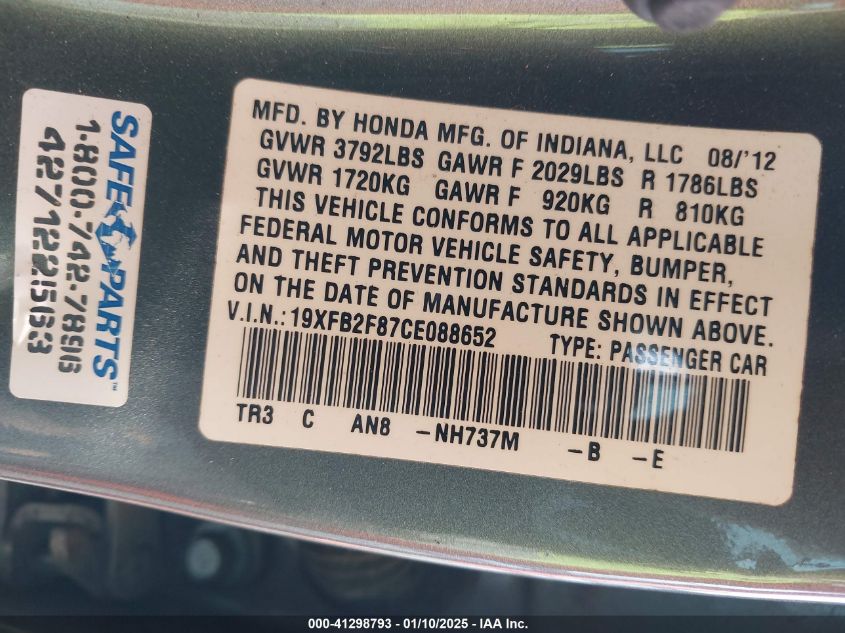 SAFE PARTS™
1-800-742-7896
427122563
MFD. BY HONDA MFG. OF INDIANA, LLC 08/'12
GVWR 3792LBS GAWR F 2029LBS R 1786LBS
GVWR 1720KG GAWR F 920KG R 810KG
THIS VEHICLE CONFORMS TO ALL APPLICABLE
FEDERAL MOTOR VEHICLE SAFETY, BUMPER,
AND THEFT PREVENTION STANDARDS IN EFFECT
ON THE DATE OF MANUFACTURE SHOWN ABOVE.
V.I.N.: 19XFB2F87CE088652 TYPE: PASSENGER CAR
TR3 C AN8 -NH737M -B -E
000-41298793 - 01/10/2025 - IAA Inc.